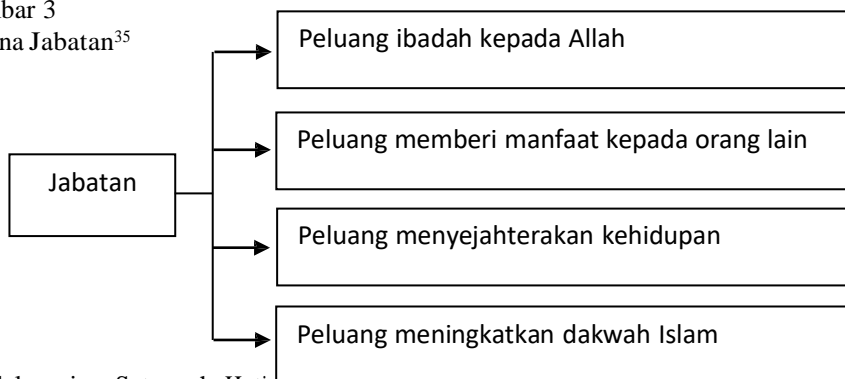 bar 3
na Jabatan³⁵
Peluang ibadah kepada Allah
Peluang memberi manfaat kepada orang lain
Jabatan
Peluang menyejahterakan kehidupan
Peluang meningkatkan dakwah Islam